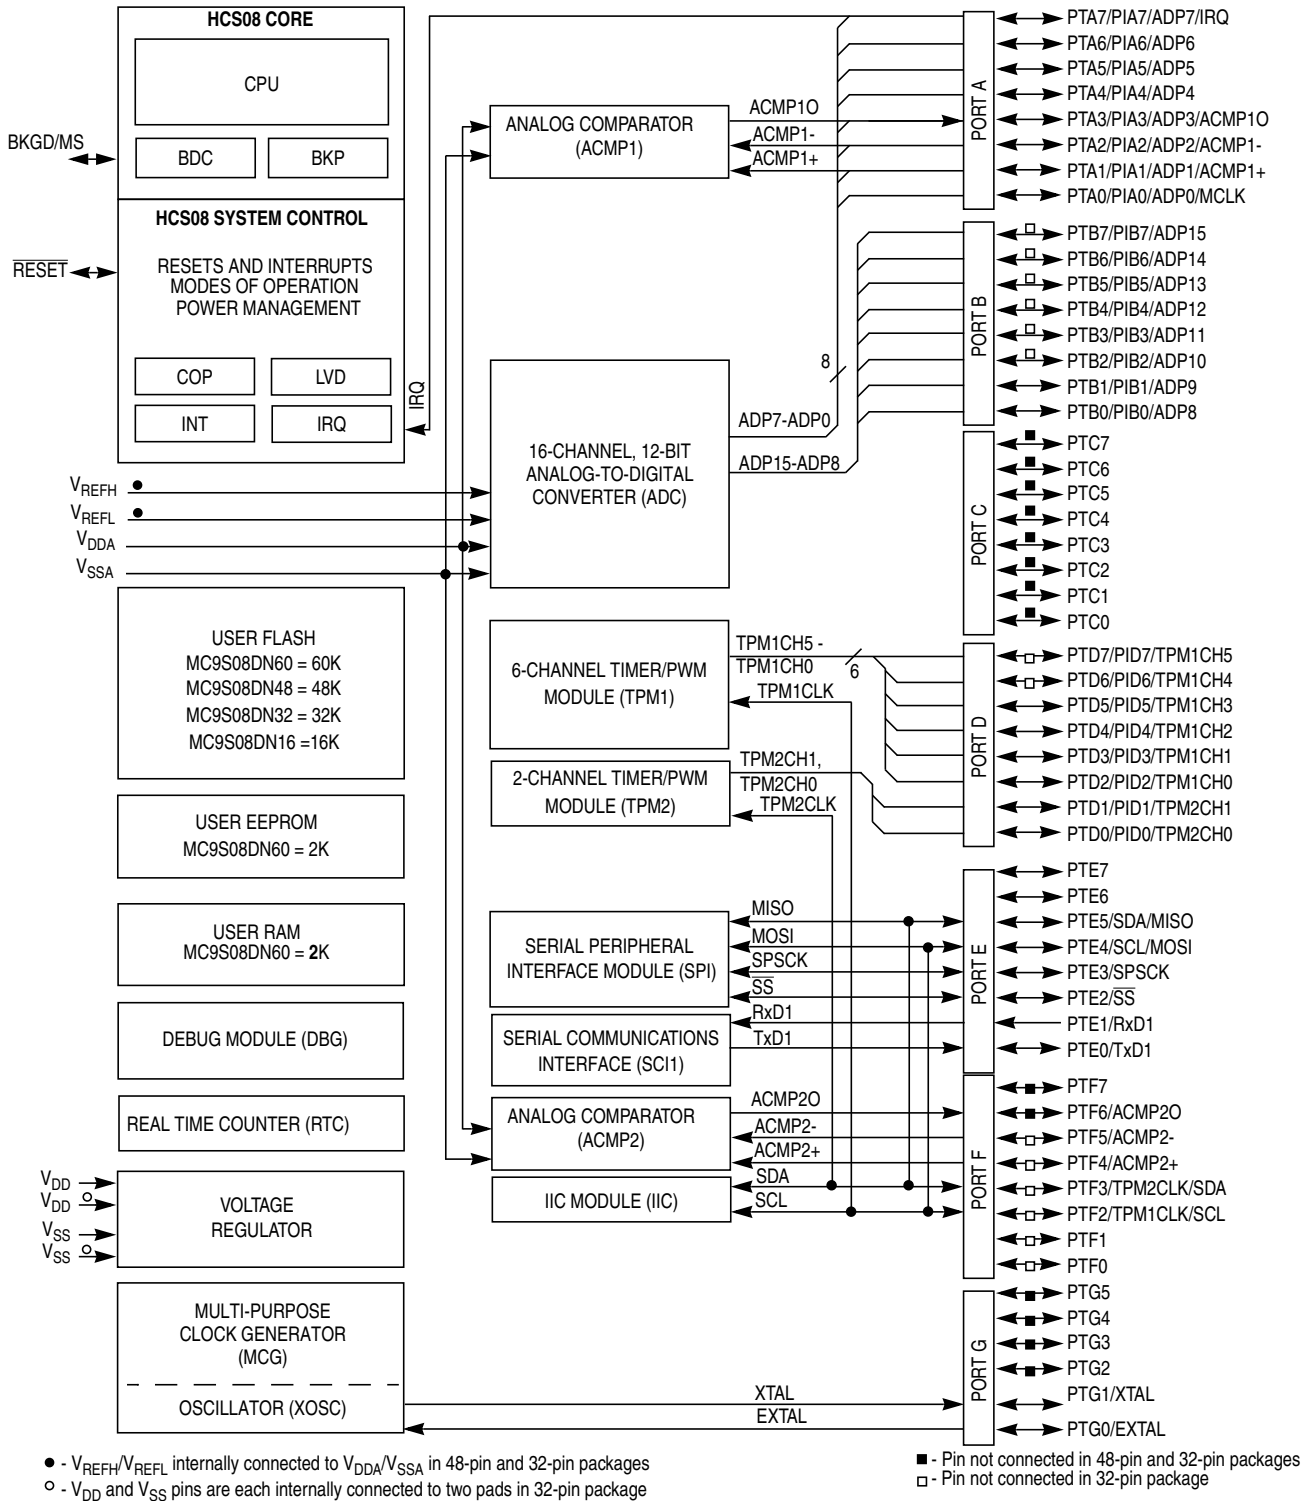 HCS08 CORE
CPU
BDC
BKP
BKGD/MS
HCS08 SYSTEM CONTROL
RESET
RESETS AND INTERRUPTS
MODES OF OPERATION
POWER MANAGEMENT
COP
LVD
INT
IRQ
IRQ
VREFH
VREFL
VDDA
VSSA
USER FLASH
MC9S08DN60 = 60K
MC9S08DN48 = 48K
MC9S08DN32 = 32K
MC9S08DN16 =16K
USER EEPROM
MC9S08DN60 = 2K
USER RAM
MC9S08DN60 = 2K
DEBUG MODULE (DBG)
REAL TIME COUNTER (RTC)
VDD
VDD
VSS
VSS
VOLTAGE
REGULATOR
MULTI-PURPOSE
CLOCK GENERATOR
(MCG)
OSCILLATOR (XOSC)
ANALOG COMPARATOR
(ACMP1)
ACMP1O
ACMP1-
ACMP1+
16-CHANNEL, 12-BIT
ANALOG-TO-DIGITAL
CONVERTER (ADC)
8
ADP7-ADP0
ADP15-ADP8
6-CHANNEL TIMER/PWM
MODULE (TPM1)
TPM1CH5 -
TPM1CH0
6
TPM1CLK
2-CHANNEL TIMER/PWM
MODULE (TPM2)
TPM2CH1,
TPM2CH0
TPM2CLK
SERIAL PERIPHERAL
INTERFACE MODULE (SPI)
MISO
MOSI
SPSCK
SS
SERIAL COMMUNICATIONS
INTERFACE (SCI1)
RxD1
TxD1
ANALOG COMPARATOR
(ACMP2)
ACMP2O
ACMP2-
ACMP2+
IIC MODULE (IIC)
SDA
SCL
XTAL
EXTAL
PORT A
PTA7/PIA7/ADP7/IRQ
PTA6/PIA6/ADP6
PTA5/PIA5/ADP5
PTA4/PIA4/ADP4
PTA3/PIA3/ADP3/ACMP1O
PTA2/PIA2/ADP2/ACMP1-
PTA1/PIA1/ADP1/ACMP1+
PTA0/PIA0/ADP0/MCLK
PORT B
PTB7/PIB7/ADP15
PTB6/PIB6/ADP14
PTB5/PIB5/ADP13
PTB4/PIB4/ADP12
PTB3/PIB3/ADP11
PTB2/PIB2/ADP10
PTB1/PIB1/ADP9
PTB0/PIB0/ADP8
PORT C
PTC7
PTC6
PTC5
PTC4
PTC3
PTC2
PTC1
PTC0
PORT D
PTD7/PID7/TPM1CH5
PTD6/PID6/TPM1CH4
PTD5/PID5/TPM1CH3
PTD4/PID4/TPM1CH2
PTD3/PID3/TPM1CH1
PTD2/PID2/TPM1CH0
PTD1/PID1/TPM2CH1
PTD0/PID0/TPM2CH0
PORT E
PTE7
PTE6
PTE5/SDA/MISO
PTE4/SCL/MOSI
PTE3/SPSCK
PTE2/SS
PTE1/RxD1
PTE0/TxD1
PORT F
PTF7
PTF6/ACMP2O
PTF5/ACMP2-
PTF4/ACMP2+
PTF3/TPM2CLK/SDA
PTF2/TPM1CLK/SCL
PTF1
PTF0
PORT G
PTG5
PTG4
PTG3
PTG2
PTG1/XTAL
PTG0/EXTAL
● - VREFH/VREFL internally connected to VDDA/VSSA in 48-pin and 32-pin packages
○ - VDD and VSS pins are each internally connected to two pads in 32-pin package
■ - Pin not connected in 48-pin and 32-pin packages
□ - Pin not connected in 32-pin package